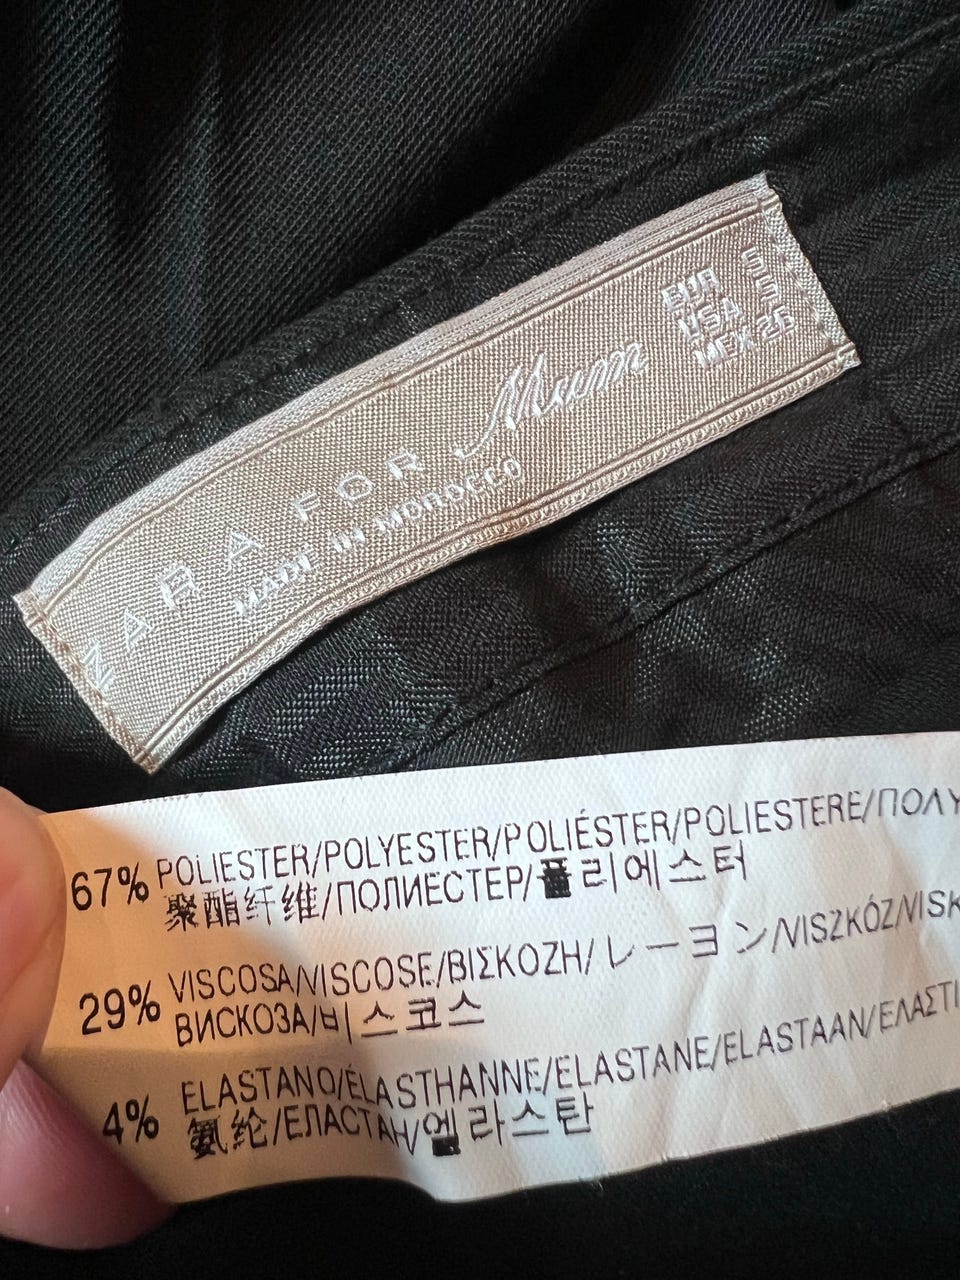 ZARA FOR Mum
MADE IN MOROCCO
EUR S
USA S
MEX 26
67% POLIESTER/POLYESTER/POLIÉSTER/POLIESTERE/ΠΟΛΥ
聚酯纤维/ПОЛИЕСТЕР/폴리에스터
29% VISCOSA/VISCOSE/ΒΙΣΚΟΖΗ/レーヨン/VISZKÓZ/VISK
ВИСКОЗА/비스코스
4% ELASTANO/ÉLASTHANNE/ELASTANE/ELASTAAN/ΕΛΑΣΤΙ
氨纶/ЕЛАСТАН/엘라스탄